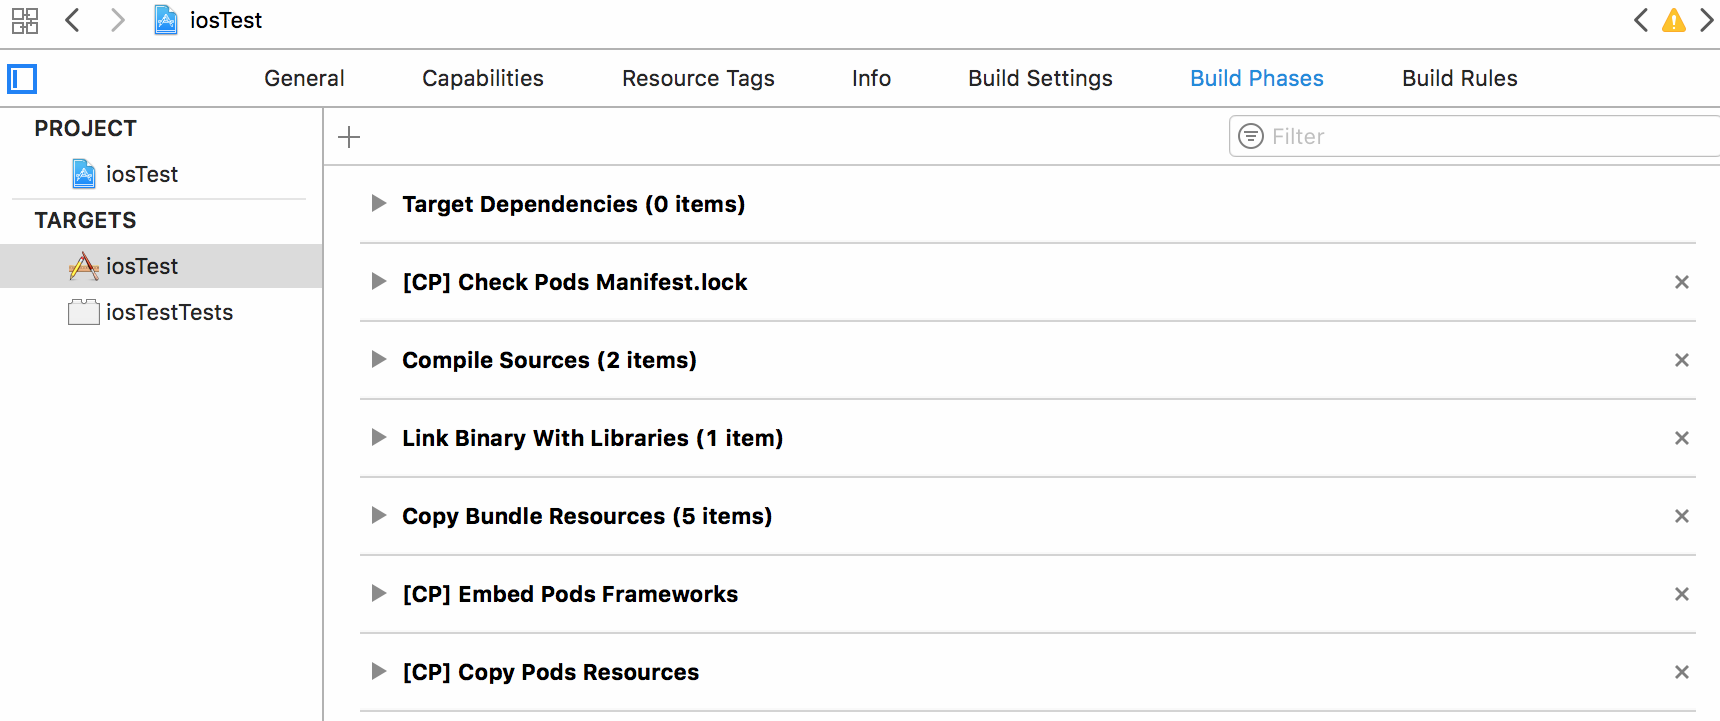 iosTest
General Capabilities Resource Tags Info Build Settings Build Phases Build Rules
PROJECT
Filter
iosTest
TARGETS
iosTest
iosTestTests
Target Dependencies (0 items)
[CP] Check Pods Manifest.lock
Compile Sources (2 items)
Link Binary With Libraries (1 item)
Copy Bundle Resources (5 items)
[CP] Embed Pods Frameworks
[CP] Copy Pods Resources